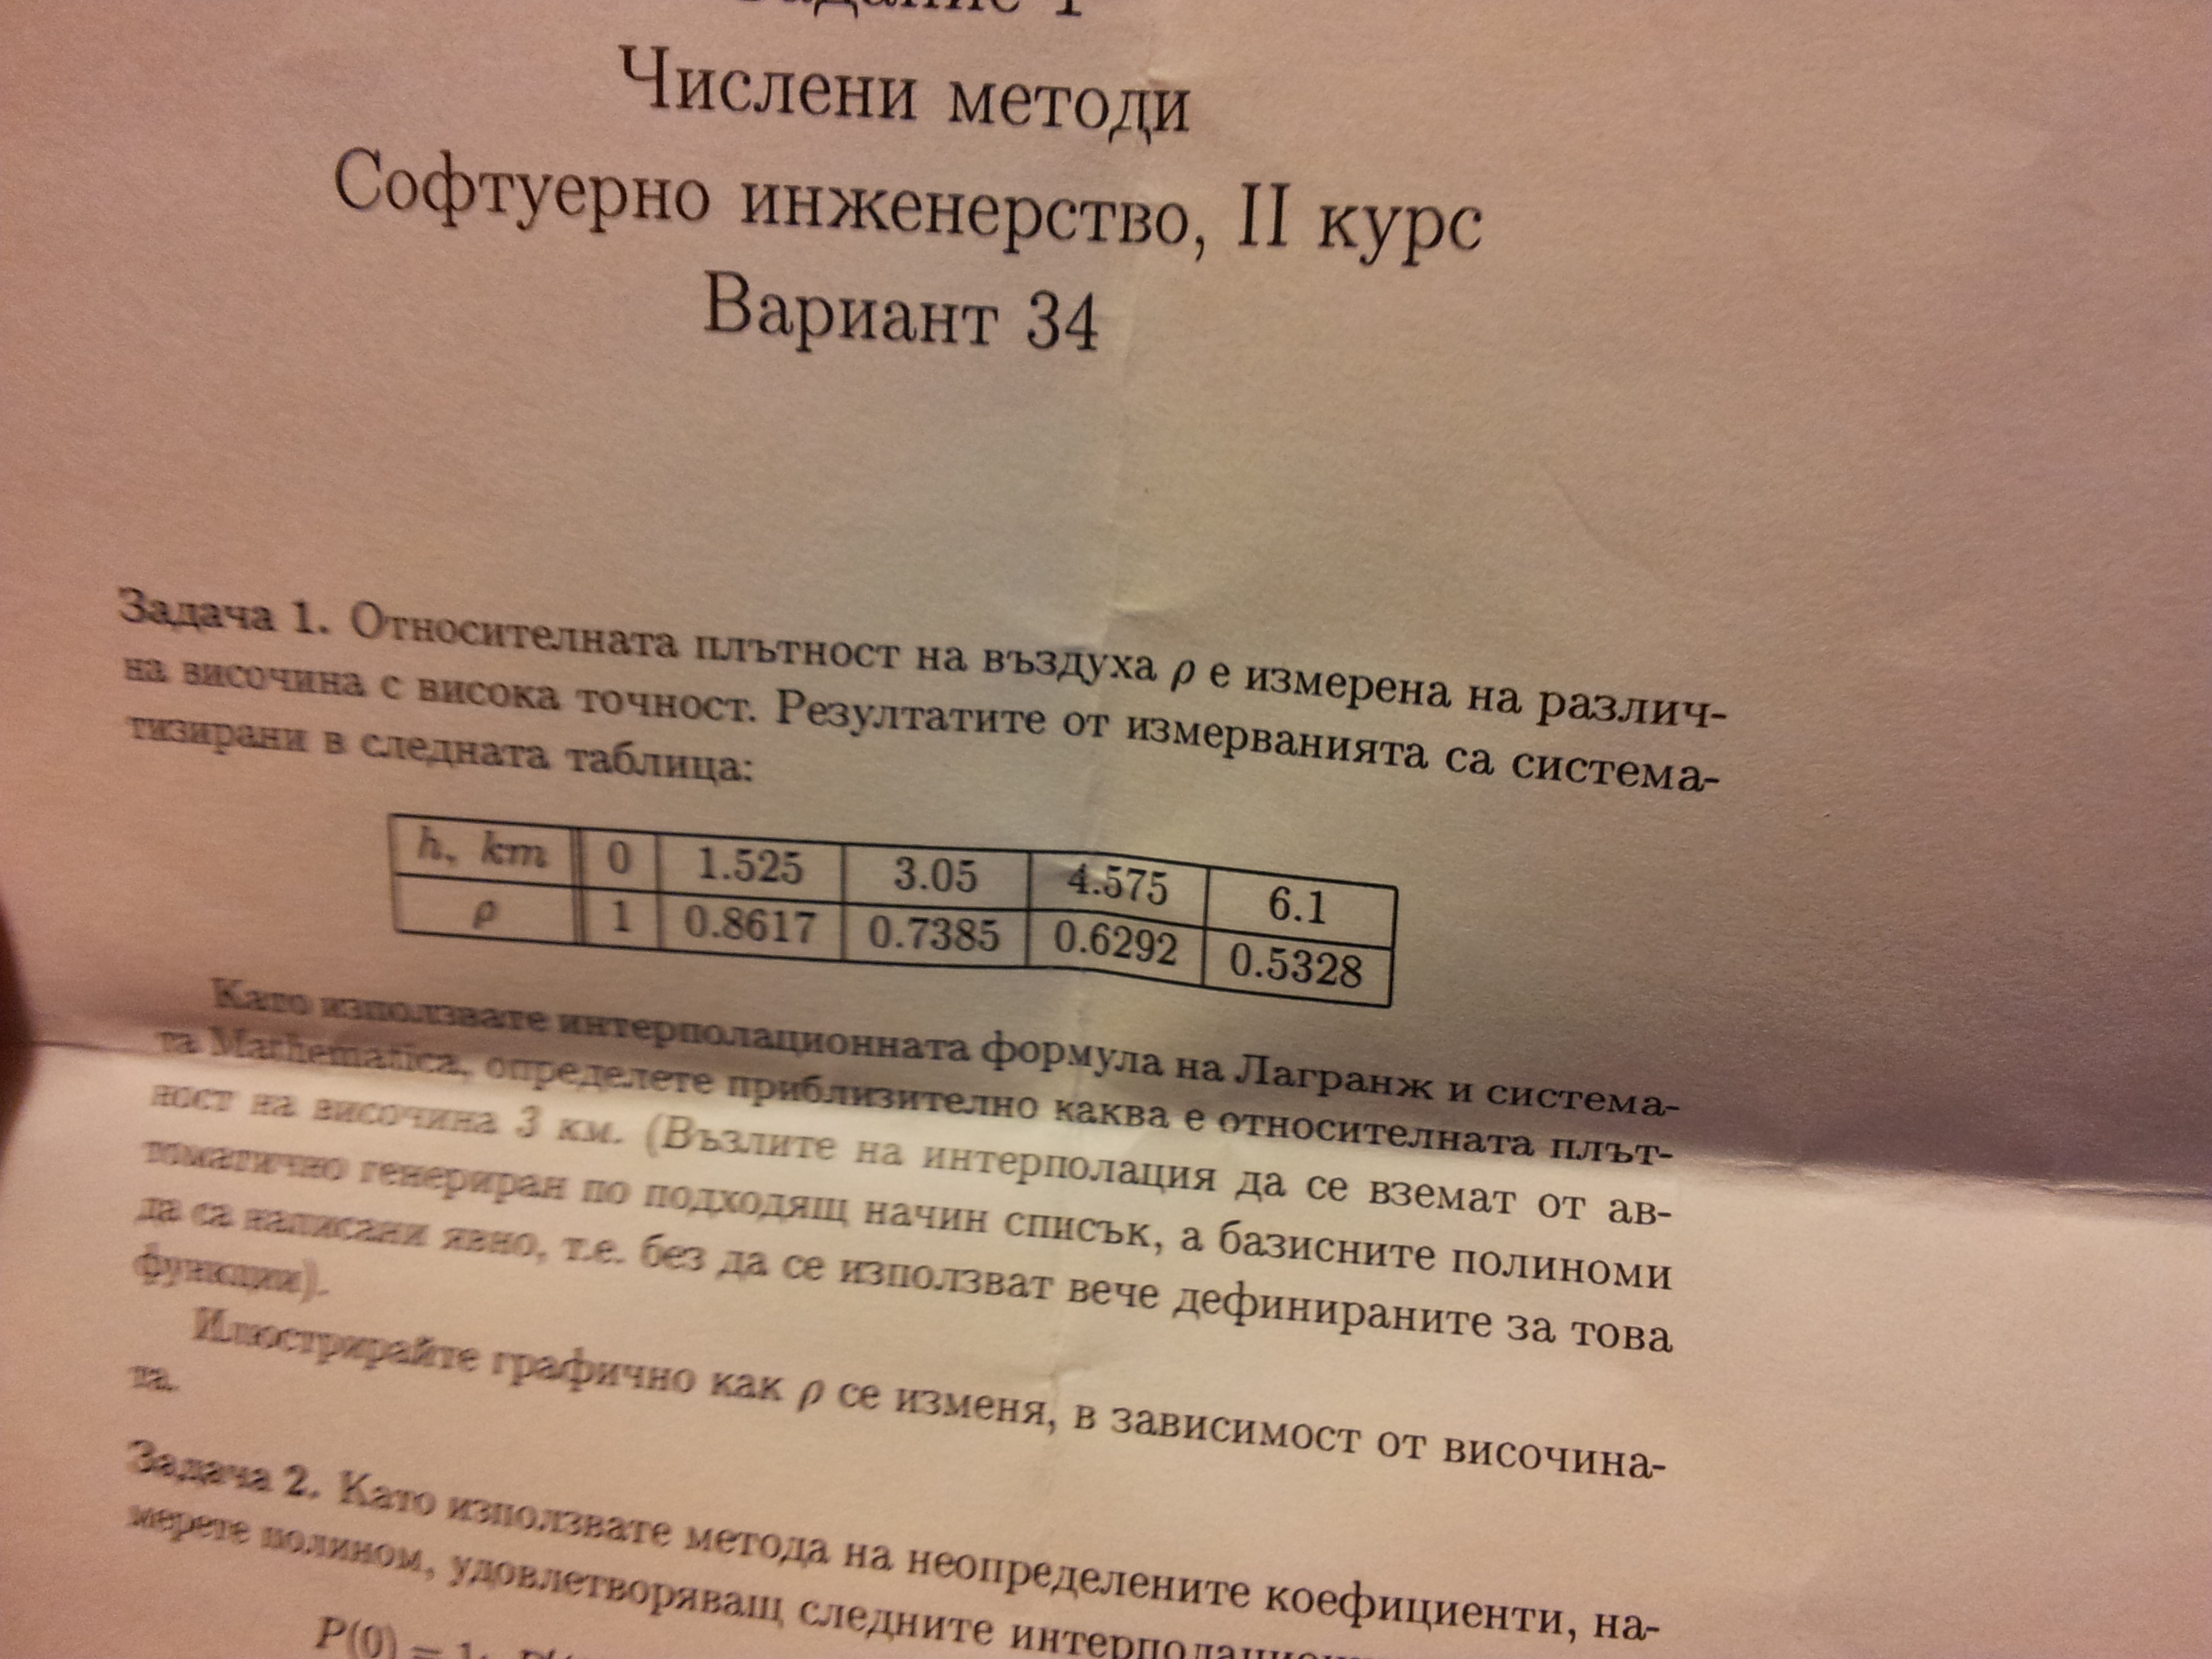 Задание 1
Числени методи
Софтуерно инженерство, II курс
Вариант 34
Задача 1. Относителната плътност на въздуха ρ е измерена на различ-
на височина с висока точност. Резултатите от измерванията са система-
тизирани в следната таблица:
h, km 0 1.525 3.05 4.575 6.1
ρ 1 0.8617 0.7385 0.6292 0.5328
Като използвате интерполационната формула на Лагранж и система-
та Mathematica, определете приблизително каква е относителната плът-
ност на височина 3 км. (Възлите на интерполация да се вземат от ав-
томатично генериран по подходящ начин списък, а базисните полиноми
да са написани явно, т.е. без да се използват вече дефинираните за това
функции).
Илюстрирайте графично как ρ се изменя, в зависимост от височина-
та.
Задача 2. Като използвате метода на неопределените коефициенти, на-
мерете полином, удовлетворяващ следните
P(0) = 1,